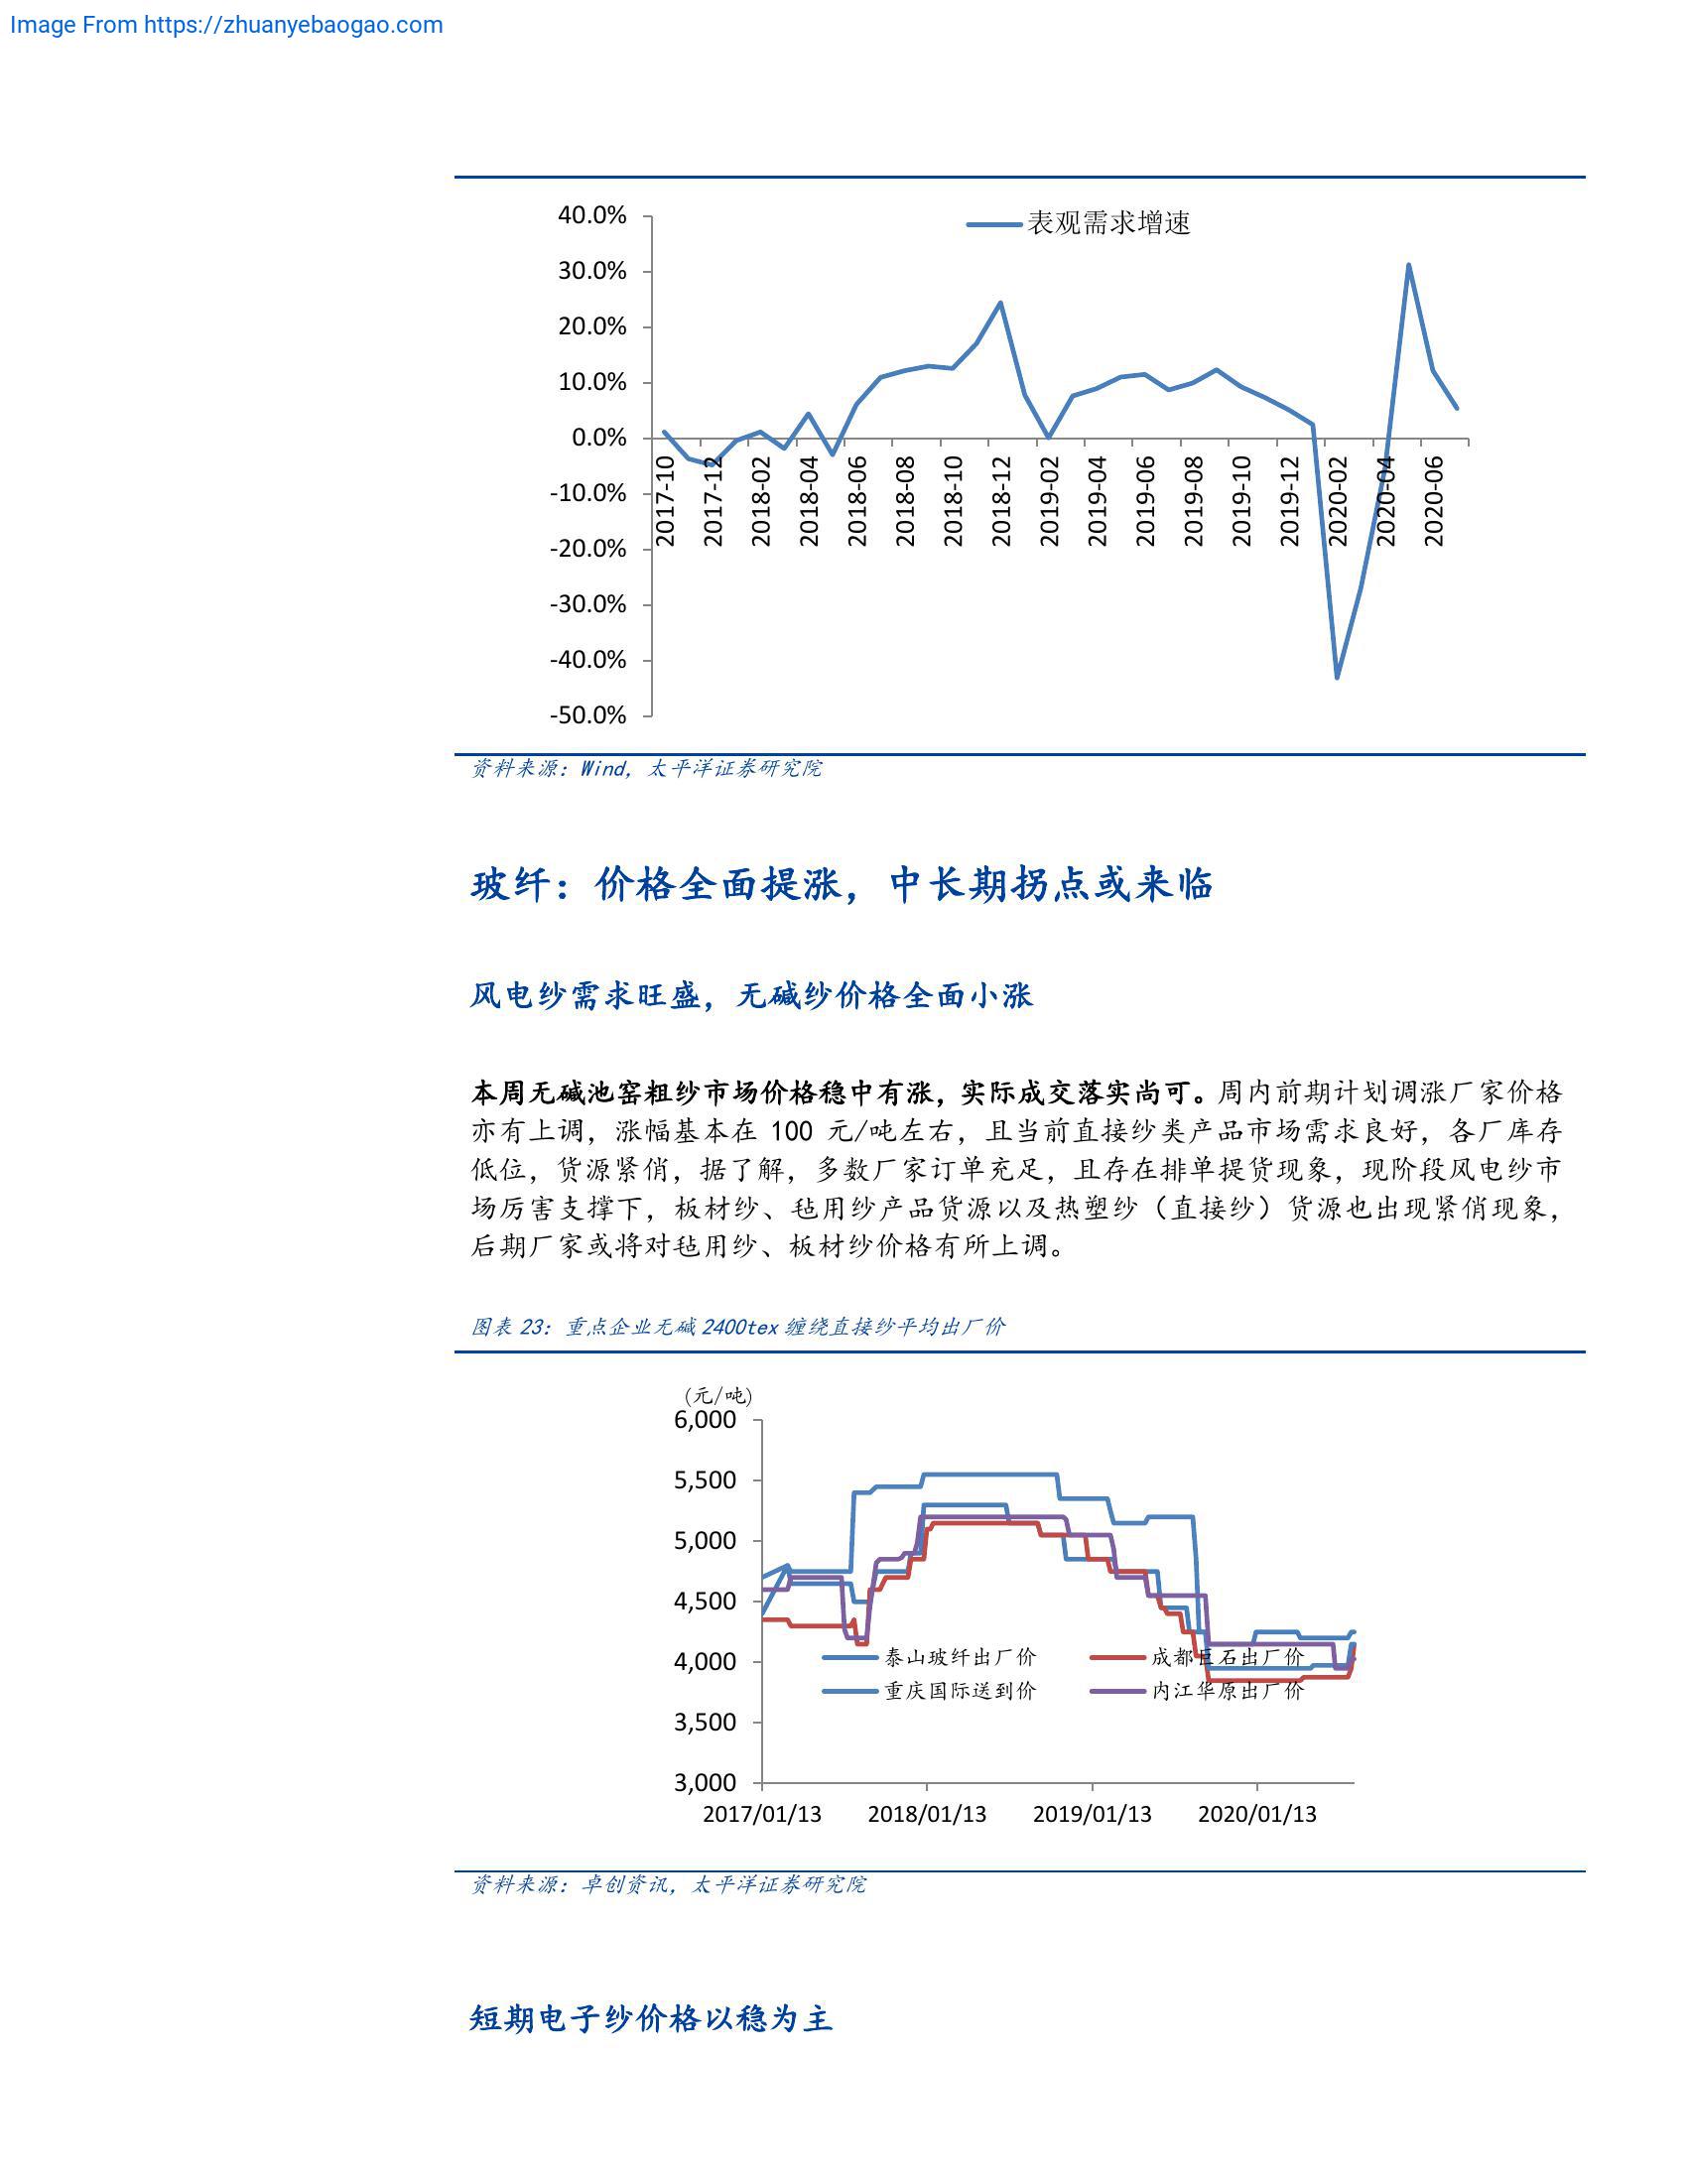 Image From https://zhuanyebaogao.com
表观需求增速
40.0%
30.0%
20.0%
10.0%
0.0%
-10.0%
-20.0%
-30.0%
-40.0%
-50.0%
2017-10
2017-12
2018-02
2018-04
2018-06
2018-08
2018-10
2018-12
2019-02
2019-04
2019-06
2019-08
2019-10
2019-12
2020-02
2020-04
2020-06
资料来源：Wind，太平洋证券研究院
玻纤：价格全面提涨，中长期拐点或来临
风电纱需求旺盛，无碱纱价格全面小涨
本周无碱池窑粗纱市场价格稳中有涨，实际成交落实尚可。周内前期计划调涨厂家价格
亦有上调，涨幅基本在 100 元/吨左右，且当前直接纱类产品市场需求良好，各厂库存
低位，货源紧俏，据了解，多数厂家订单充足，且存在排单提货现象，现阶段风电纱市
场厉害支撑下，板材纱、毡用纱产品货源以及热塑纱（直接纱）货源也出现紧俏现象，
后期厂家或将对毡用纱、板材纱价格有所上调。
图表 23：重点企业无碱 2400tex 缠绕直接纱平均出厂价
(元/吨)
6,000
5,500
5,000
4,500
4,000
3,500
3,000
泰山玻纤出厂价
成都巨石出厂价
重庆国际送到价
内江华原出厂价
2017/01/13
2018/01/13
2019/01/13
2020/01/13
资料来源：卓创资讯，太平洋证券研究院
短期电子纱价格以稳为主